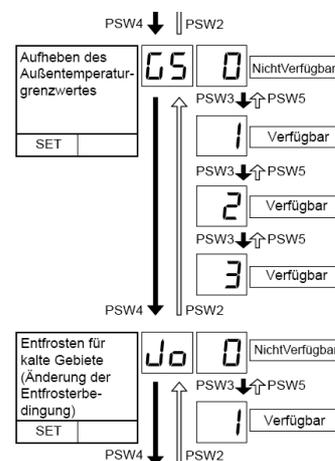 PSW4 PSW2
Aufheben des
Außentemperatur-
grenzwertes
SET
GS 0 NichtVerfügbar
PSW3 PSW5
1 Verfügbar
PSW3 PSW5
2 Verfügbar
PSW3 PSW5
3 Verfügbar
PSW4 PSW2
Entfrosten für
kalte Gebiete
(Änderung der
Entfrosterbe-
dingung)
SET
Jo 0 NichtVerfügbar
PSW3 PSW5
1 Verfügbar
PSW4 PSW2